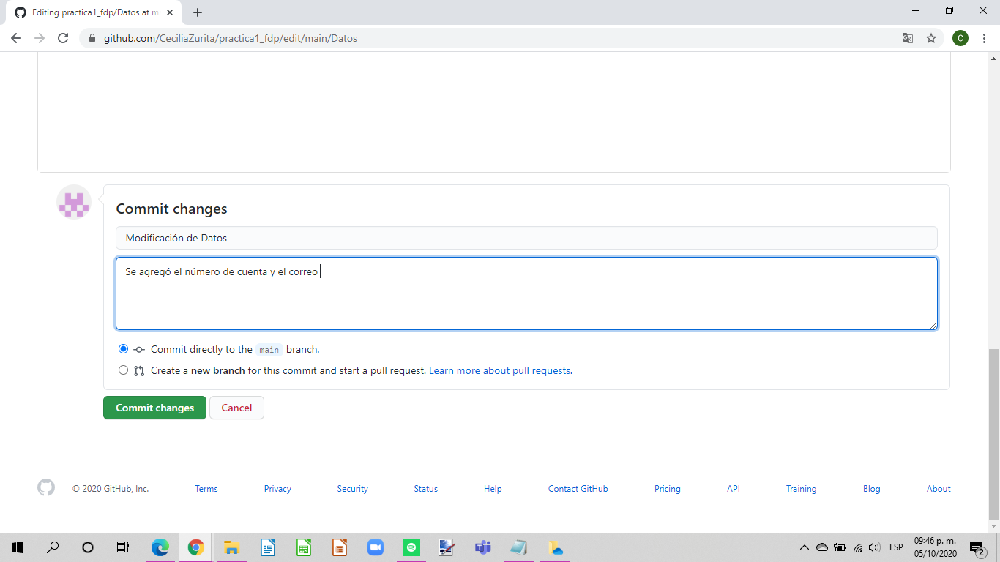 Editing practica1_fdp/Datos at m
github.com/CeciliaZurita/practica1_fdp/edit/main/Datos
C
Commit changes
Modificación de Datos
Se agregó el número de cuenta y el correo
Commit directly to the main branch.
Create a new branch for this commit and start a pull request. Learn more about pull requests.
Commit changes Cancel
© 2020 GitHub, Inc. Terms Privacy Security Status Help Contact GitHub Pricing API Training Blog About
ESP
09:46 p. m.
05/10/2020
2